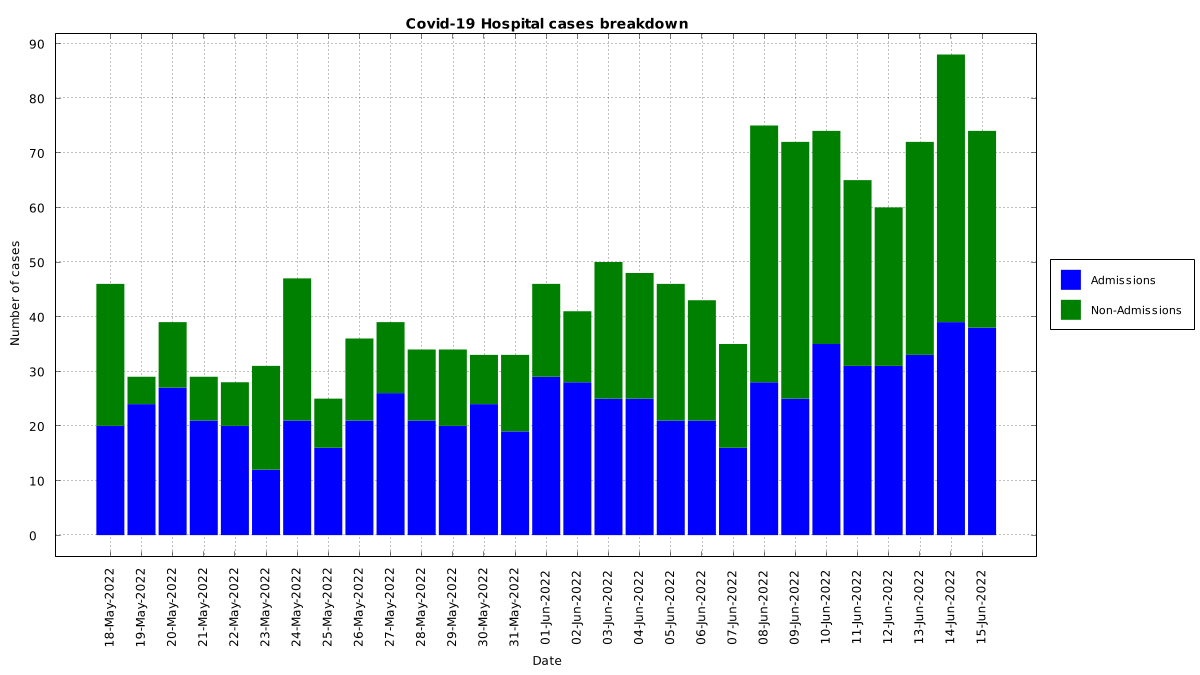 Covid-19 Hospital cases breakdown
90
80
70
60
50
40
30
20
10
0
Number of cases
18-May-2022
19-May-2022
20-May-2022
21-May-2022
22-May-2022
23-May-2022
24-May-2022
25-May-2022
26-May-2022
27-May-2022
28-May-2022
29-May-2022
30-May-2022
31-May-2022
01-Jun-2022
02-Jun-2022
03-Jun-2022
04-Jun-2022
05-Jun-2022
06-Jun-2022
07-Jun-2022
08-Jun-2022
09-Jun-2022
10-Jun-2022
11-Jun-2022
12-Jun-2022
13-Jun-2022
14-Jun-2022
15-Jun-2022
Date
Admissions
Non-Admissions